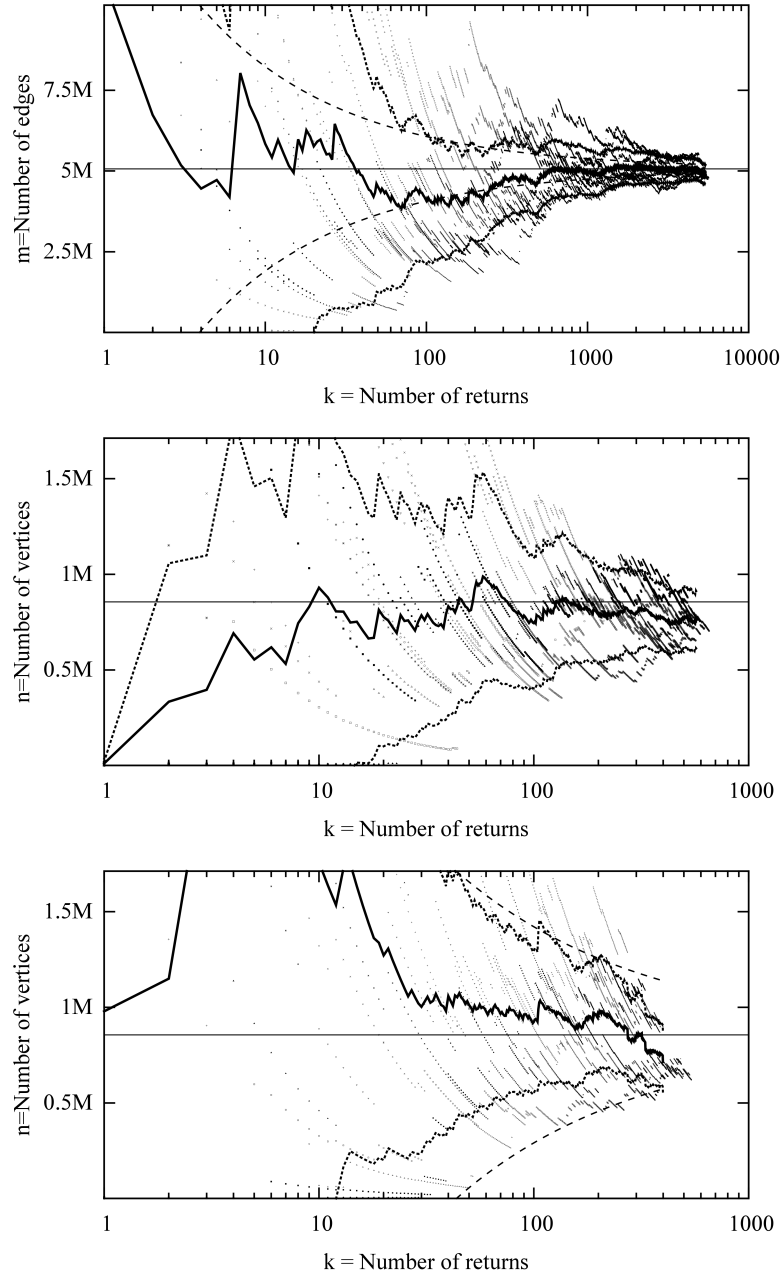 7.5M
5M
2.5M
m=Number of edges
1 10 100 1000 10000
k = Number of returns
1.5M
1M
0.5M
n=Number of vertices
1 10 100 1000
k = Number of returns
1.5M
1M
0.5M
n=Number of vertices
1 10 100 1000
k = Number of returns